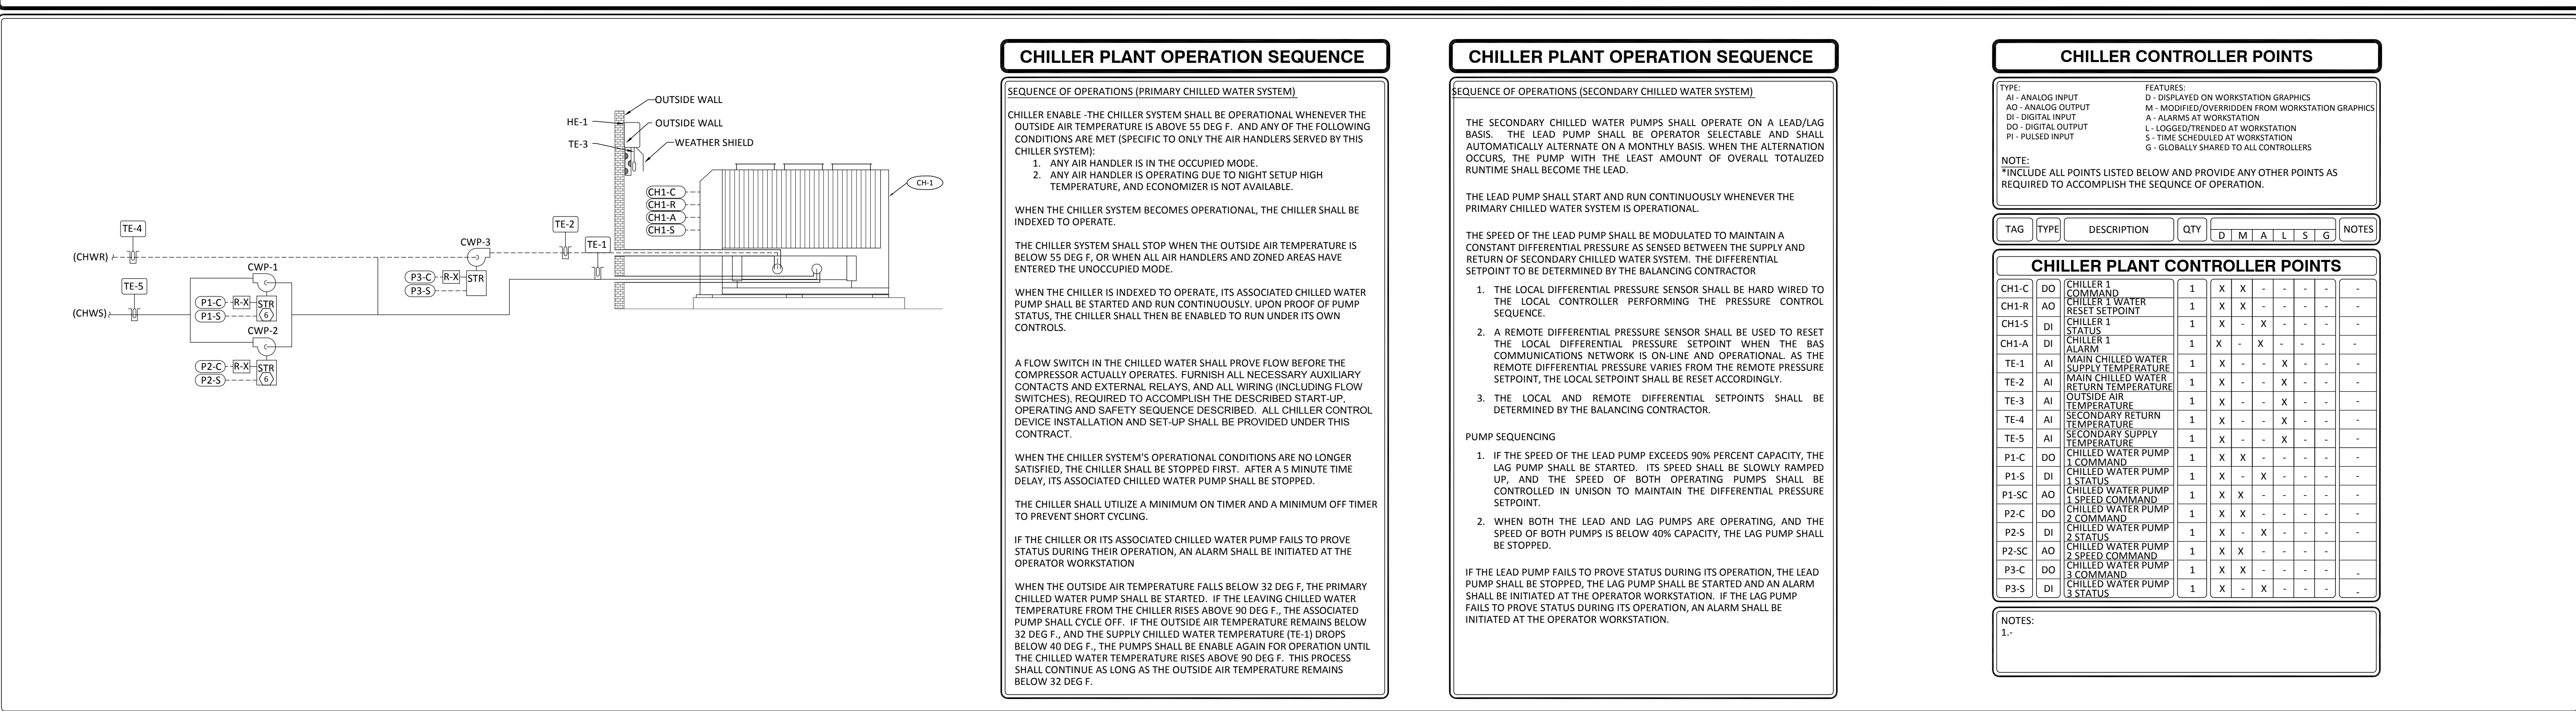 OUTSIDE WALL
HE-1
OUTSIDE WALL
TE-3
WEATHER SHIELD
CH-1
CH1-C
CH1-R
CH1-A
CH1-S
TE-4
TE-2
TE-1
CWP-3
(CHWR)
P3-C
R-X
STR
P3-S
CWP-1
TE-5
P1-C
R-X
STR
P1-S
6
(CHWS)
CWP-2
P2-C
R-X
STR
P2-S
6
CHILLER PLANT OPERATION SEQUENCE
SEQUENCE OF OPERATIONS (PRIMARY CHILLED WATER SYSTEM)
CHILLER ENABLE -THE CHILLER SYSTEM SHALL BE OPERATIONAL WHENEVER THE
OUTSIDE AIR TEMPERATURE IS ABOVE 55 DEG F. AND ANY OF THE FOLLOWING
CONDITIONS ARE MET (SPECIFIC TO ONLY THE AIR HANDLERS SERVED BY THIS
CHILLER SYSTEM):
1. ANY AIR HANDLER IS IN THE OCCUPIED MODE.
2. ANY AIR HANDLER IS OPERATING DUE TO NIGHT SETUP HIGH
TEMPERATURE, AND ECONOMIZER IS NOT AVAILABLE.
WHEN THE CHILLER SYSTEM BECOMES OPERATIONAL, THE CHILLER SHALL BE
INDEXED TO OPERATE.
THE CHILLER SYSTEM SHALL STOP WHEN THE OUTSIDE AIR TEMPERATURE IS
BELOW 55 DEG F, OR WHEN ALL AIR HANDLERS AND ZONED AREAS HAVE
ENTERED THE UNOCCUPIED MODE.
WHEN THE CHILLER IS INDEXED TO OPERATE, ITS ASSOCIATED CHILLED WATER
PUMP SHALL BE STARTED AND RUN CONTINUOUSLY. UPON PROOF OF PUMP
STATUS, THE CHILLER SHALL THEN BE ENABLED TO RUN UNDER ITS OWN
CONTROLS.
A FLOW SWITCH IN THE CHILLED WATER SHALL PROVE FLOW BEFORE THE
COMPRESSOR ACTUALLY OPERATES. FURNISH ALL NECESSARY AUXILIARY
CONTACTS AND EXTERNAL RELAYS, AND ALL WIRING (INCLUDING FLOW
SWITCHES), REQUIRED TO ACCOMPLISH THE DESCRIBED START-UP,
OPERATING AND SAFETY SEQUENCE DESCRIBED. ALL CHILLER CONTROL
DEVICE INSTALLATION AND SET-UP SHALL BE PROVIDED UNDER THIS
CONTRACT.
WHEN THE CHILLER SYSTEM'S OPERATIONAL CONDITIONS ARE NO LONGER
SATISFIED, THE CHILLER SHALL BE STOPPED FIRST. AFTER A 5 MINUTE TIME
DELAY, ITS ASSOCIATED CHILLED WATER PUMP SHALL BE STOPPED.
THE CHILLER SHALL UTILIZE A MINIMUM ON TIMER AND A MINIMUM OFF TIMER
TO PREVENT SHORT CYCLING.
IF THE CHILLER OR ITS ASSOCIATED CHILLED WATER PUMP FAILS TO PROVE
STATUS DURING THEIR OPERATION, AN ALARM SHALL BE INITIATED AT THE
OPERATOR WORKSTATION
WHEN THE OUTSIDE AIR TEMPERATURE FALLS BELOW 32 DEG F, THE PRIMARY
CHILLED WATER PUMP SHALL BE STARTED. IF THE LEAVING CHILLED WATER
TEMPERATURE FROM THE CHILLER RISES ABOVE 90 DEG F., THE ASSOCIATED
PUMP SHALL CYCLE OFF. IF THE OUTSIDE AIR TEMPERATURE REMAINS BELOW
32 DEG F., AND THE SUPPLY CHILLED WATER TEMPERATURE (TE-1) DROPS
BELOW 40 DEG F., THE PUMPS SHALL BE ENABLE AGAIN FOR OPERATION UNTIL
THE CHILLED WATER TEMPERATURE RISES ABOVE 90 DEG F. THIS PROCESS
SHALL CONTINUE AS LONG AS THE OUTSIDE AIR TEMPERATURE REMAINS
BELOW 32 DEG F.
CHILLER PLANT OPERATION SEQUENCE
SEQUENCE OF OPERATIONS (SECONDARY CHILLED WATER SYSTEM)
THE SECONDARY CHILLED WATER PUMPS SHALL OPERATE ON A LEAD/LAG
BASIS. THE LEAD PUMP SHALL BE OPERATOR SELECTABLE AND SHALL
AUTOMATICALLY ALTERNATE ON A MONTHLY BASIS. WHEN THE ALTERNATION
OCCURS, THE PUMP WITH THE LEAST AMOUNT OF OVERALL TOTALIZED
RUNTIME SHALL BECOME THE LEAD.
THE LEAD PUMP SHALL START AND RUN CONTINUOUSLY WHENEVER THE
PRIMARY CHILLED WATER SYSTEM IS OPERATIONAL.
THE SPEED OF THE LEAD PUMP SHALL BE MODULATED TO MAINTAIN A
CONSTANT DIFFERENTIAL PRESSURE AS SENSED BETWEEN THE SUPPLY AND
RETURN OF SECONDARY CHILLED WATER SYSTEM. THE DIFFERENTIAL
SETPOINT TO BE DETERMINED BY THE BALANCING CONTRACTOR
1. THE LOCAL DIFFERENTIAL PRESSURE SENSOR SHALL BE HARD WIRED TO
THE LOCAL CONTROLLER PERFORMING THE PRESSURE CONTROL
SEQUENCE.
2. A REMOTE DIFFERENTIAL PRESSURE SENSOR SHALL BE USED TO RESET
THE LOCAL DIFFERENTIAL PRESSURE SETPOINT WHEN THE BAS
COMMUNICATIONS NETWORK IS ON-LINE AND OPERATIONAL. AS THE
REMOTE DIFFERENTIAL PRESSURE VARIES FROM THE REMOTE PRESSURE
SETPOINT, THE LOCAL SETPOINT SHALL BE RESET ACCORDINGLY.
3. THE LOCAL AND REMOTE DIFFERENTIAL SETPOINTS SHALL BE
DETERMINED BY THE BALANCING CONTRACTOR.
PUMP SEQUENCING
1. IF THE SPEED OF THE LEAD PUMP EXCEEDS 90% PERCENT CAPACITY, THE
LAG PUMP SHALL BE STARTED. ITS SPEED SHALL BE SLOWLY RAMPED
UP, AND THE SPEED OF BOTH OPERATING PUMPS SHALL BE
CONTROLLED IN UNISON TO MAINTAIN THE DIFFERENTIAL PRESSURE
SETPOINT.
2. WHEN BOTH THE LEAD AND LAG PUMPS ARE OPERATING, AND THE
SPEED OF BOTH PUMPS IS BELOW 40% CAPACITY, THE LAG PUMP SHALL
BE STOPPED.
IF THE LEAD PUMP FAILS TO PROVE STATUS DURING ITS OPERATION, THE LEAD
PUMP SHALL BE STOPPED, THE LAG PUMP SHALL BE STARTED AND AN ALARM
SHALL BE INITIATED AT THE OPERATOR WORKSTATION. IF THE LAG PUMP
FAILS TO PROVE STATUS DURING ITS OPERATION, AN ALARM SHALL BE
INITIATED AT THE OPERATOR WORKSTATION.
CHILLER CONTROLLER POINTS
TYPE:
AI - ANALOG INPUT
AO - ANALOG OUTPUT
DI - DIGITAL INPUT
DO - DIGITAL OUTPUT
PI - PULSED INPUT
FEATURES:
D - DISPLAYED ON WORKSTATION GRAPHICS
M - MODIFIED/OVERRIDDEN FROM WORKSTATION GRAPHICS
A - ALARMS AT WORKSTATION
L - LOGGED/TRENDED AT WORKSTATION
S - TIME SCHEDULED AT WORKSTATION
G - GLOBALLY SHARED TO ALL CONTROLLERS
NOTE:
*INCLUDE ALL POINTS LISTED BELOW AND PROVIDE ANY OTHER POINTS AS
REQUIRED TO ACCOMPLISH THE SEQUNCE OF OPERATION.
TAG TYPE DESCRIPTION QTY D M A L S G NOTES
CHILLER PLANT CONTROLLER POINTS
CH1-C DO CHILLER 1 COMMAND 1 X X - - - - -
CH1-R AO CHILLER 1 WATER RESET SETPOINT 1 X X - - - - -
CH1-S DI CHILLER 1 STATUS 1 X - X - - - -
CH1-A DI CHILLER 1 ALARM 1 X - X - - - -
TE-1 AI MAIN CHILLED WATER SUPPLY TEMPERATURE 1 X - - X - - -
TE-2 AI MAIN CHILLED WATER RETURN TEMPERATURE 1 X - - X - - -
TE-3 AI OUTSIDE AIR TEMPERATURE 1 X - - X - - -
TE-4 AI SECONDARY RETURN TEMPERATURE 1 X - - X - - -
TE-5 AI SECONDARY SUPPLY TEMPERATURE 1 X - - X - - -
P1-C DO CHILLED WATER PUMP 1 COMMAND 1 X X - - - - -
P1-S DI CHILLED WATER PUMP 1 STATUS 1 X - X - - - -
P1-SC AO CHILLED WATER PUMP 1 SPEED COMMAND 1 X X - - - - -
P2-C DO CHILLED WATER PUMP 2 COMMAND 1 X X - - - - -
P2-S DI CHILLED WATER PUMP 2 STATUS 1 X - X - - - -
P2-SC AO CHILLED WATER PUMP 2 SPEED COMMAND 1 X X - - - -
P3-C DO CHILLED WATER PUMP 3 COMMAND 1 X X - - - - -
P3-S DI CHILLED WATER PUMP 3 STATUS 1 X - X - - - -
NOTES:
1.-